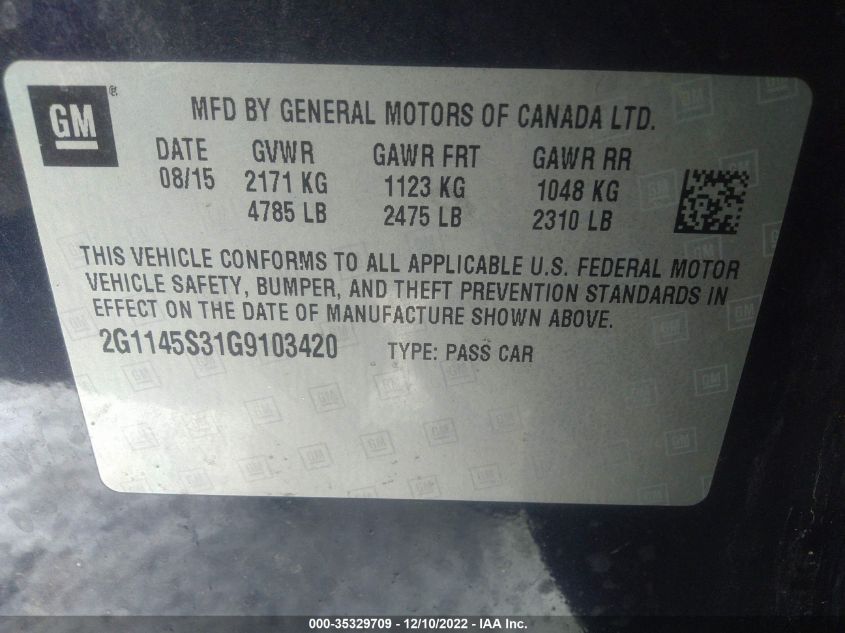 GM®
MFD BY GENERAL MOTORS OF CANADA LTD.
DATE GVWR GAWR FRT GAWR RR
08/15 2171 KG 1123 KG 1048 KG
4785 LB 2475 LB 2310 LB
THIS VEHICLE CONFORMS TO ALL APPLICABLE U.S. FEDERAL MOTOR
VEHICLE SAFETY, BUMPER, AND THEFT PREVENTION STANDARDS IN
EFFECT ON THE DATE OF MANUFACTURE SHOWN ABOVE.
2G1145S31G9103420 TYPE: PASS CAR
000-35329709 - 12/10/2022 - IAA Inc.